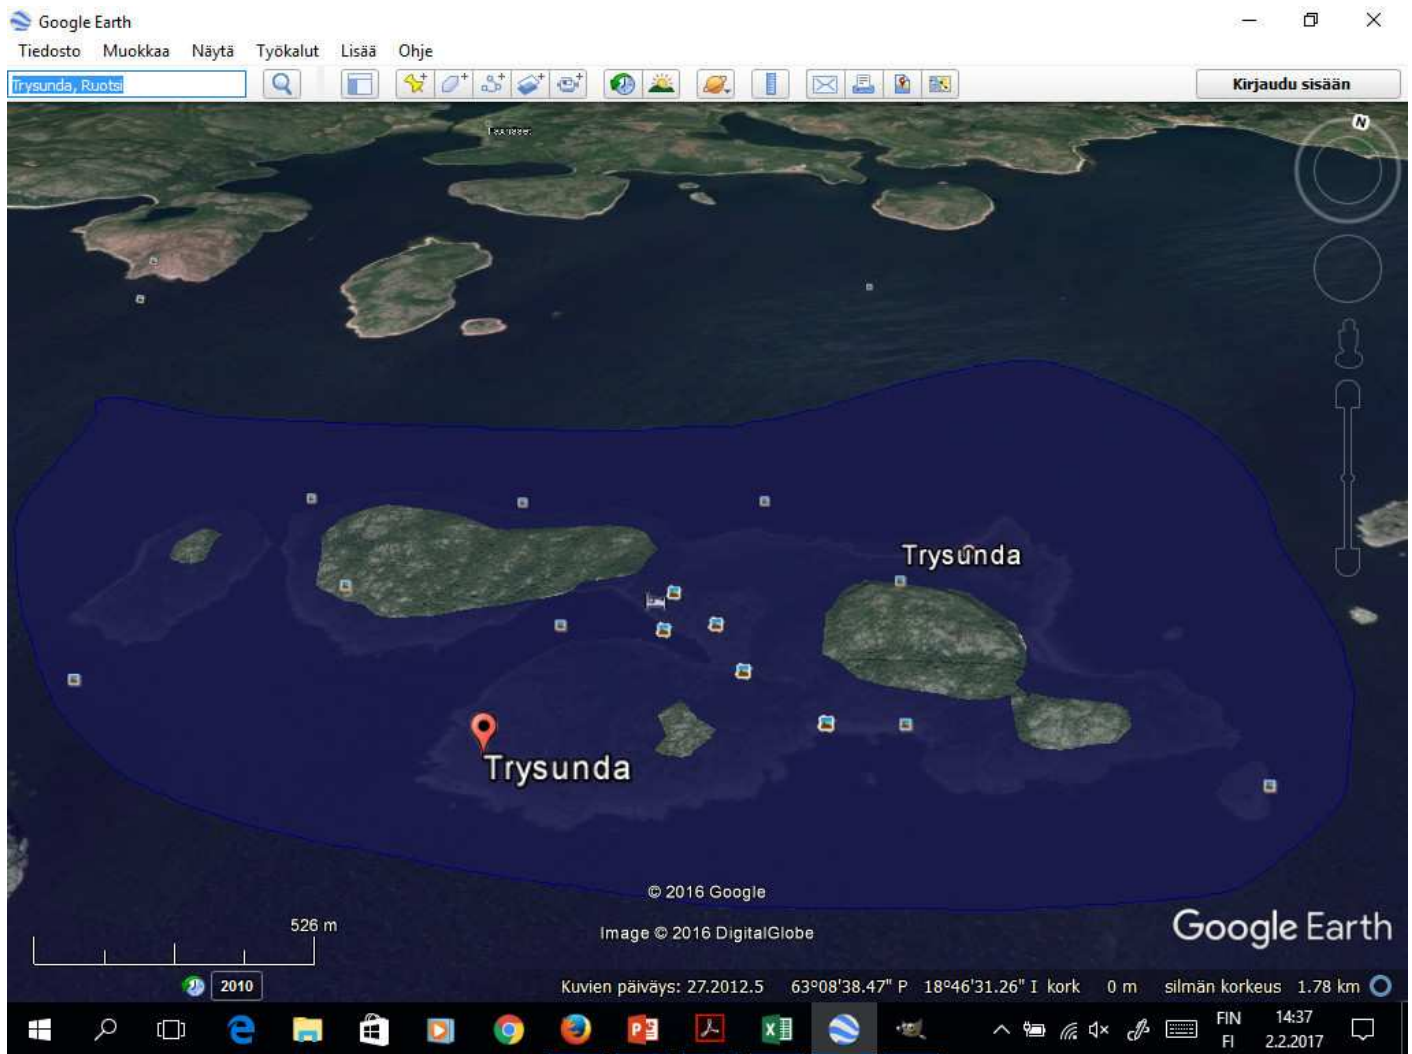 Google Earth
Tiedosto Muokkaa Näytä Työkalut Lisää Ohje
Trysunda, Ruotsi
Kirjaudu sisään
N
Trysunda
Trysunda
© 2016 Google
526 m
Image © 2016 DigitalGlobe
Google Earth
2010
Kuvien päiväys: 27.2012.5 63°08'38.47" P 18°46'31.26" I kork 0 m silmän korkeus 1.78 km
FIN 14:37
FI 2.2.2017